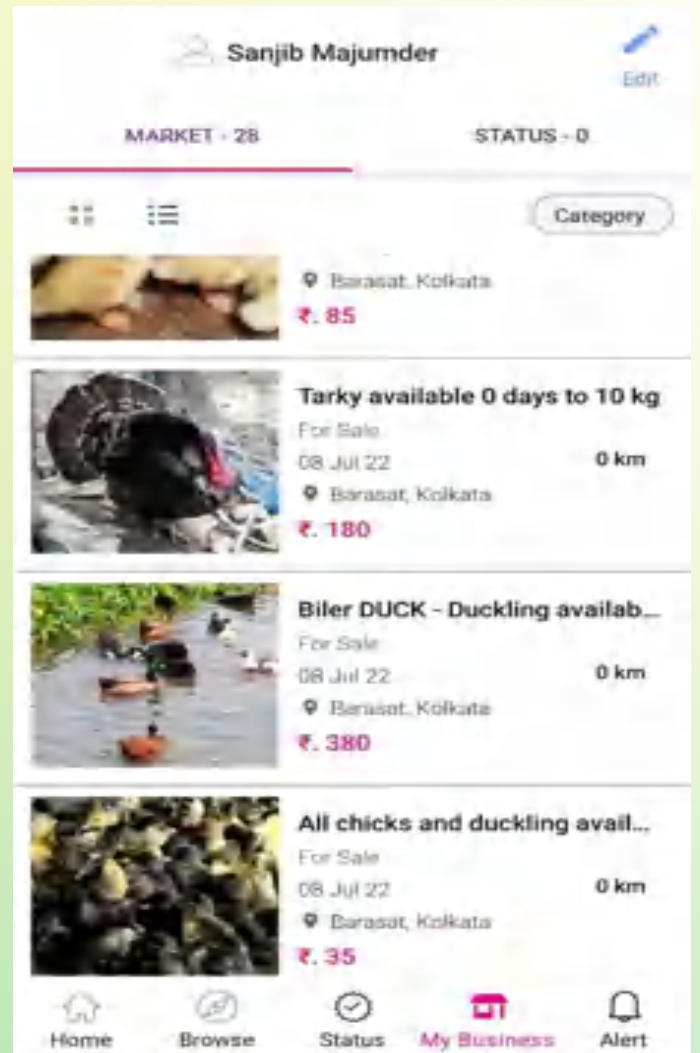 Sanjib Majumder
Edit
MARKET - 28
STATUS - 0
Category
Barasat, Kolkata
₹. 85
Tarky available 0 days to 10 kg
For Sale
08 Jul 22
0 km
Barasat, Kolkata
₹. 180
Biler DUCK - Duckling availab...
For Sale
08 Jul 22
0 km
Barasat, Kolkata
₹. 380
All chicks and duckling avail...
For Sale
08 Jul 22
0 km
Barasat, Kolkata
₹. 35
Home
Browse
Status
My Business
Alert